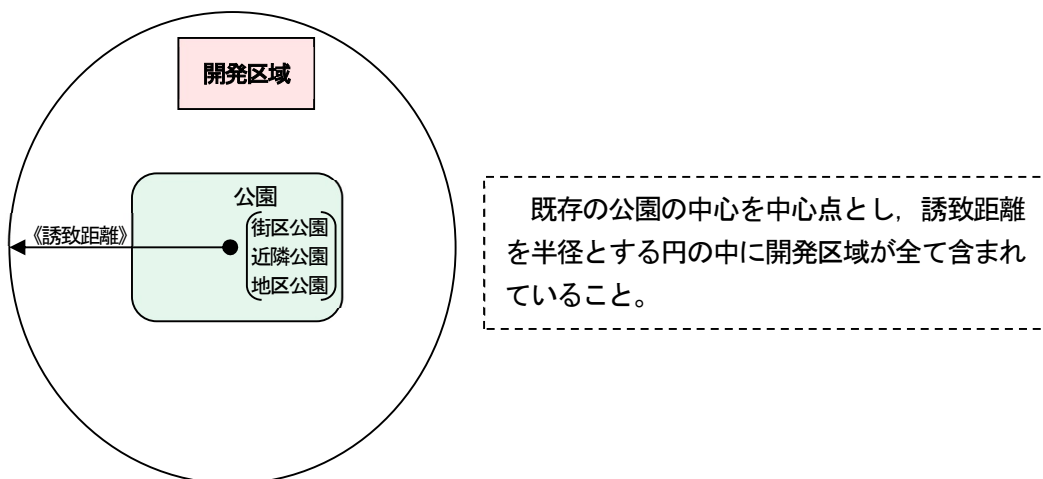 開発区域
公園
街区公園
近隣公園
地区公園
《誘致距離》
既存の公園の中心を中心点とし，誘致距離
を半径とする円の中に開発区域が全て含まれ
ていること。